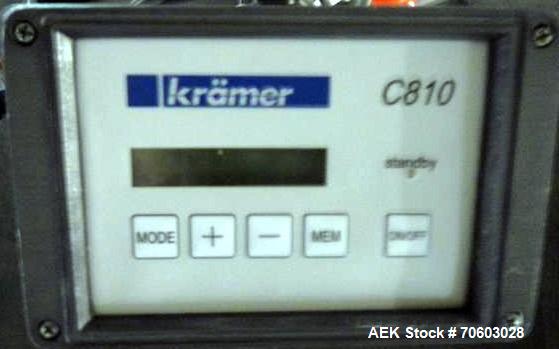 krämer
C810
standby
MODE + − MEM ON/OFF
AEK Stock # 70603028